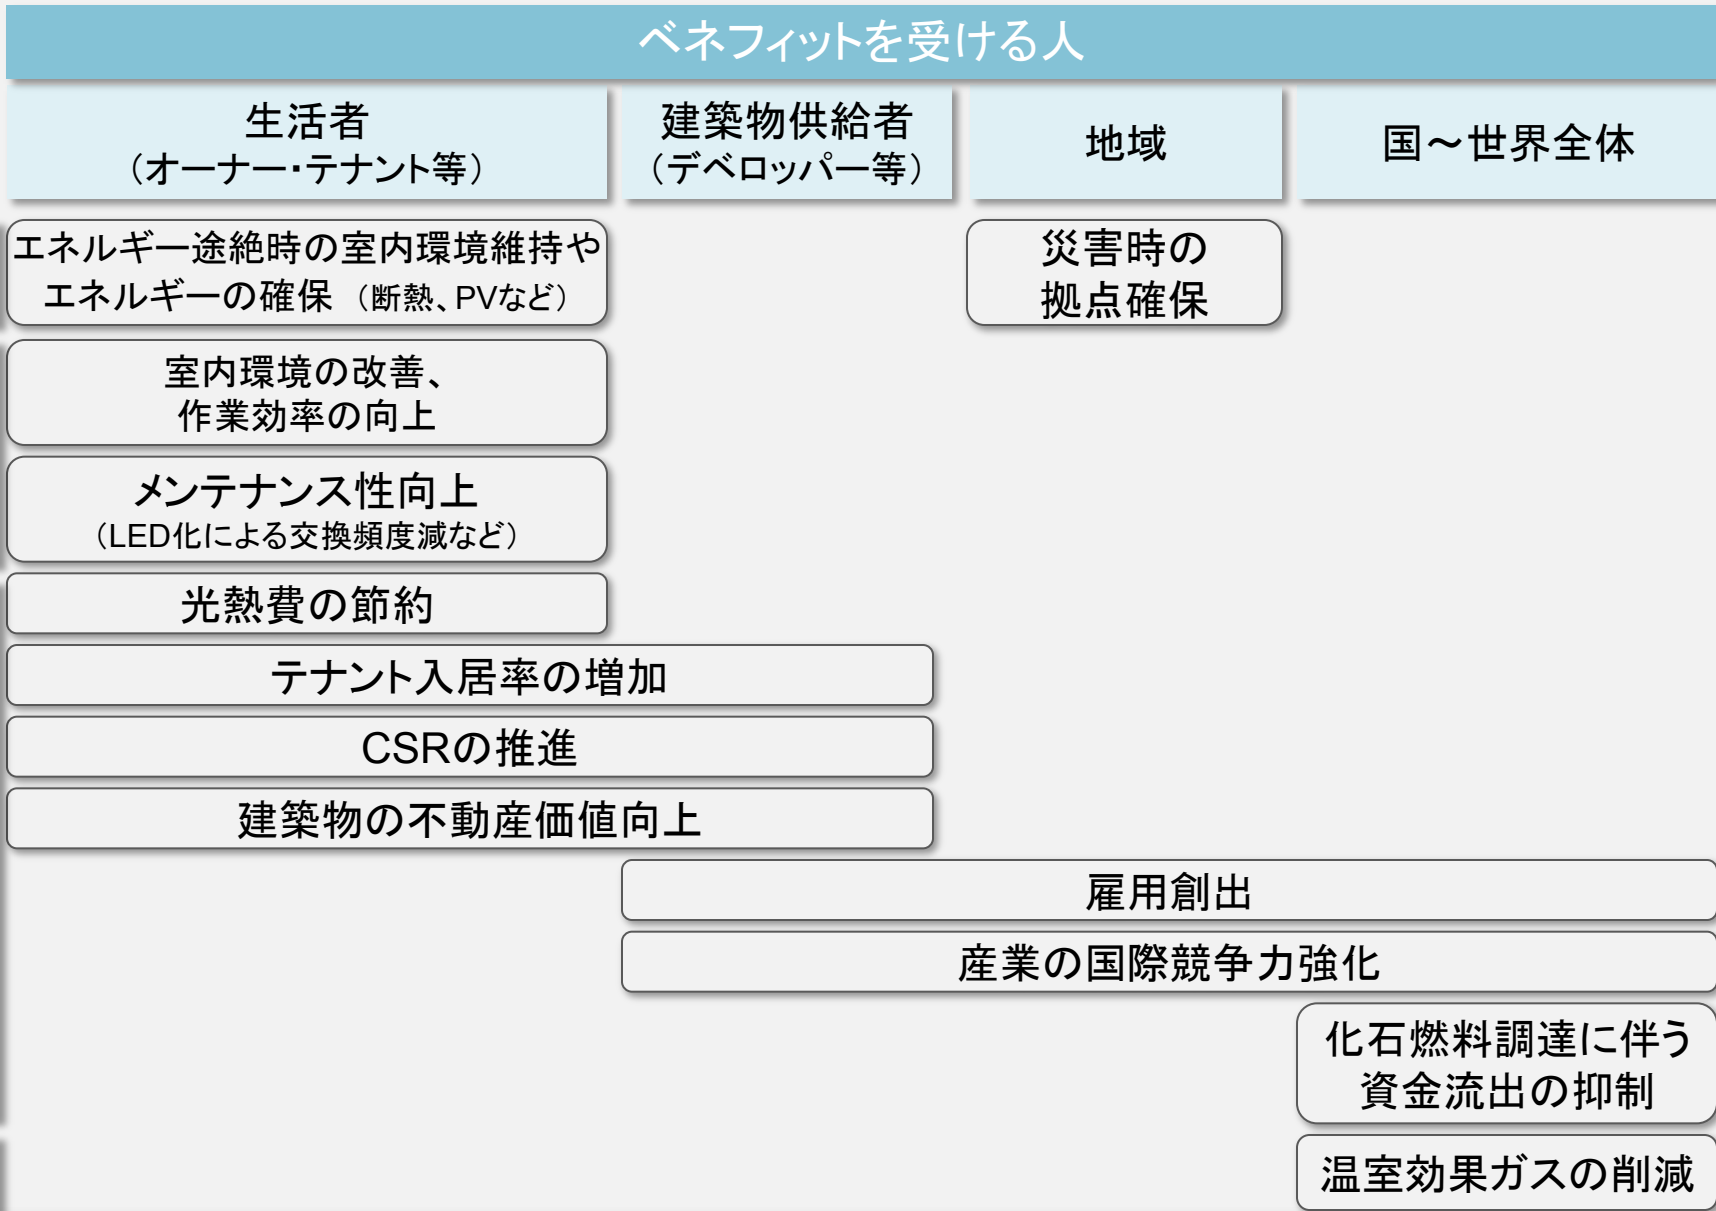 ベネフィットを受ける人
生活者
（オーナー・テナント等）
建築物供給者
（デベロッパー等）
地域
国～世界全体
エネルギー途絶時の室内環境維持や
エネルギーの確保（断熱、PVなど）
災害時の
拠点確保
室内環境の改善、
作業効率の向上
メンテナンス性向上
（LED化による交換頻度減など）
光熱費の節約
テナント入居率の増加
CSRの推進
建築物の不動産価値向上
雇用創出
産業の国際競争力強化
化石燃料調達に伴う
資金流出の抑制
温室効果ガスの削減